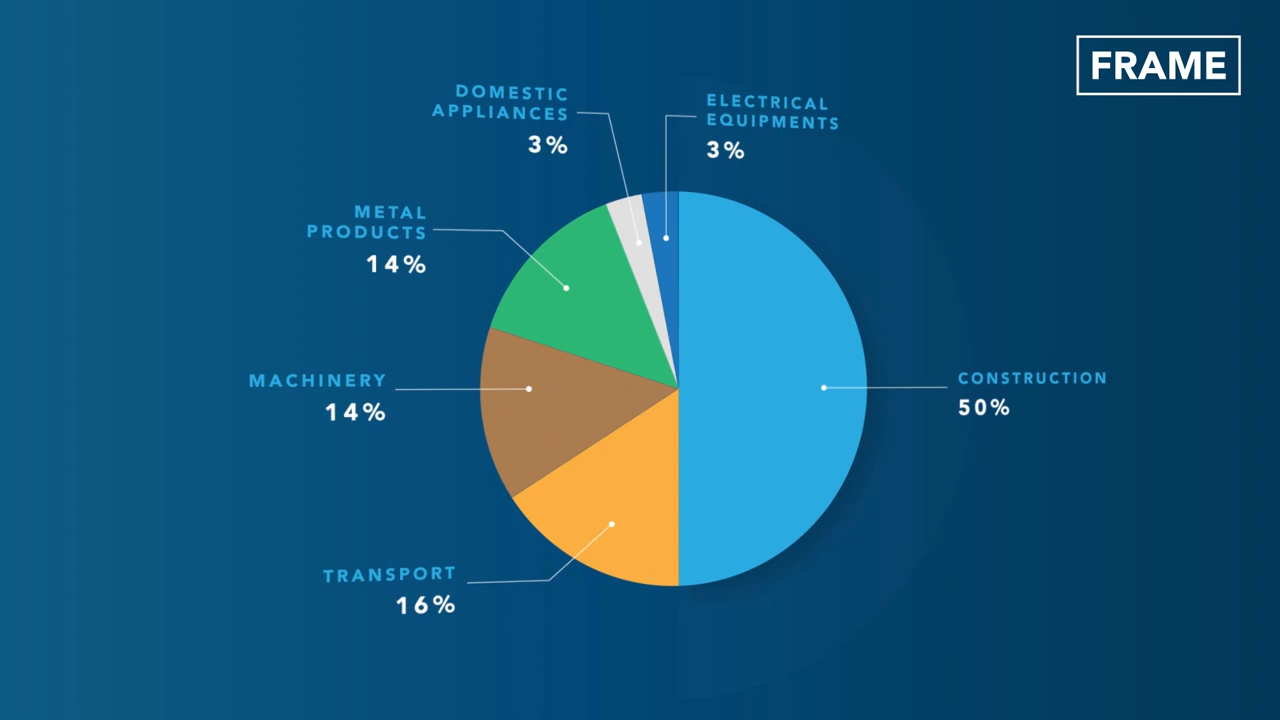 FRAME
DOMESTIC
APPLIANCES
3%
ELECTRICAL
EQUIPMENTS
3%
METAL
PRODUCTS
14%
MACHINERY
14%
CONSTRUCTION
50%
TRANSPORT
16%